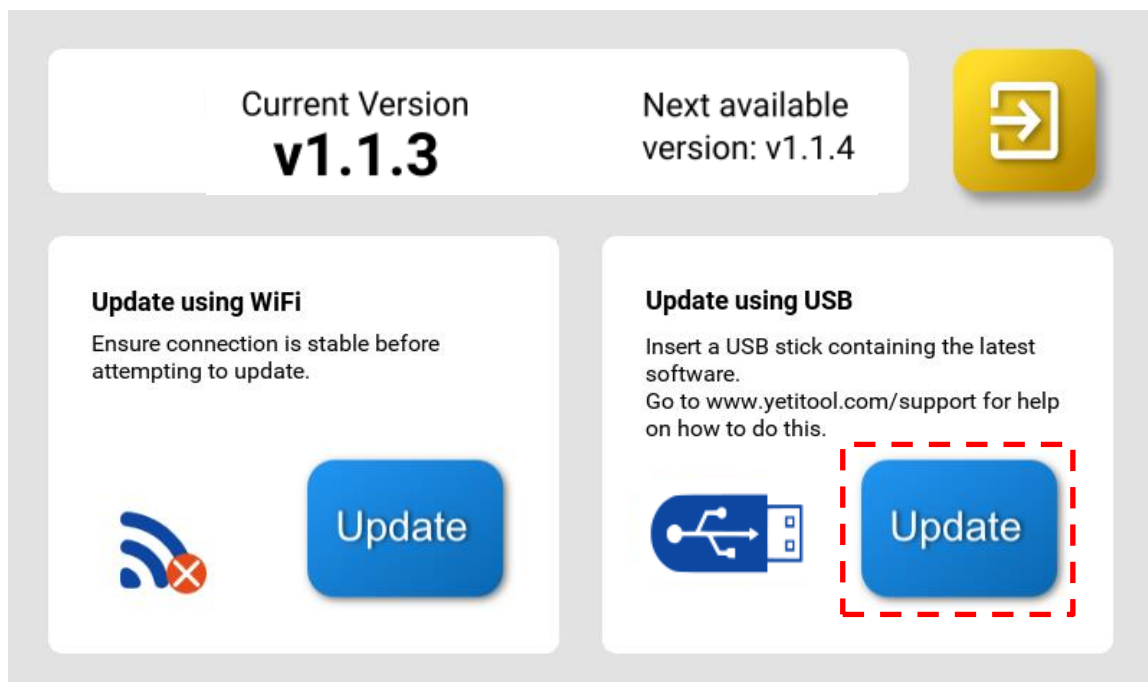 Current Version
v1.1.3
Next available
version: v1.1.4
Update using WiFi
Ensure connection is stable before
attempting to update.
Update
Update using USB
Insert a USB stick containing the latest
software.
Go to www.yetitool.com/support for help
on how to do this.
Update